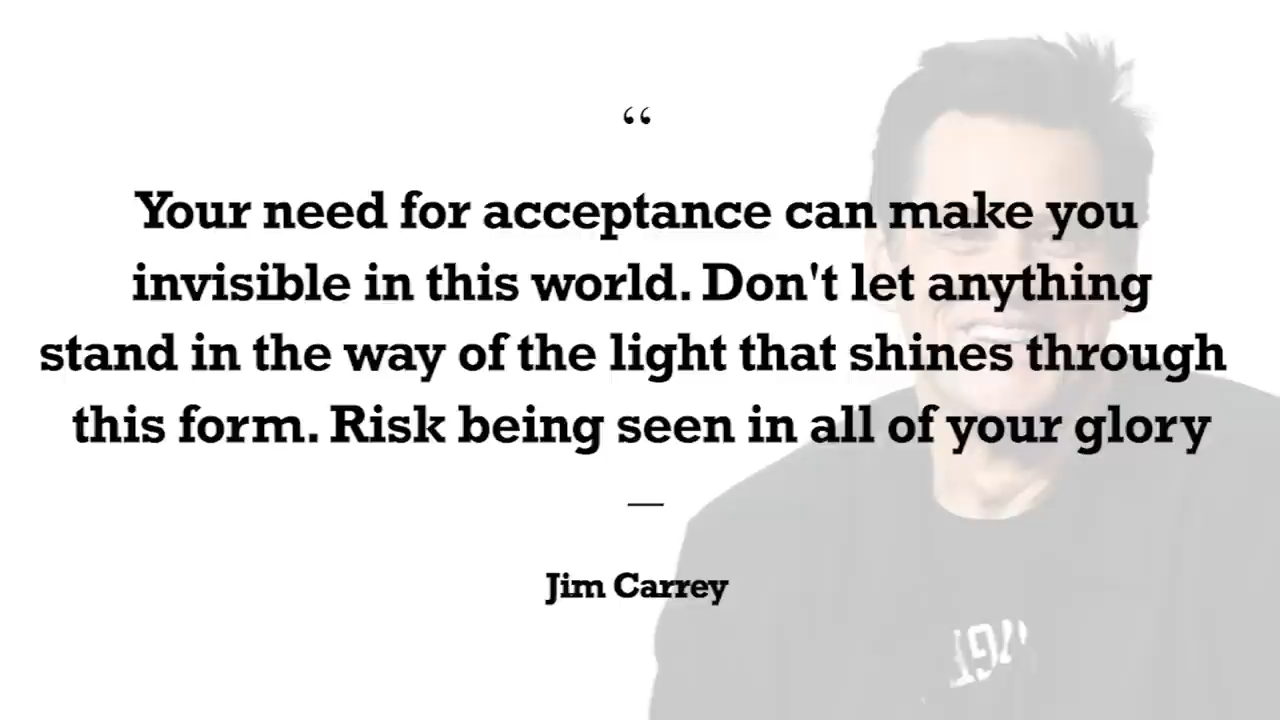 “
Your need for acceptance can make you
invisible in this world. Don't let anything
stand in the way of the light that shines through
this form. Risk being seen in all of your glory
—
Jim Carrey